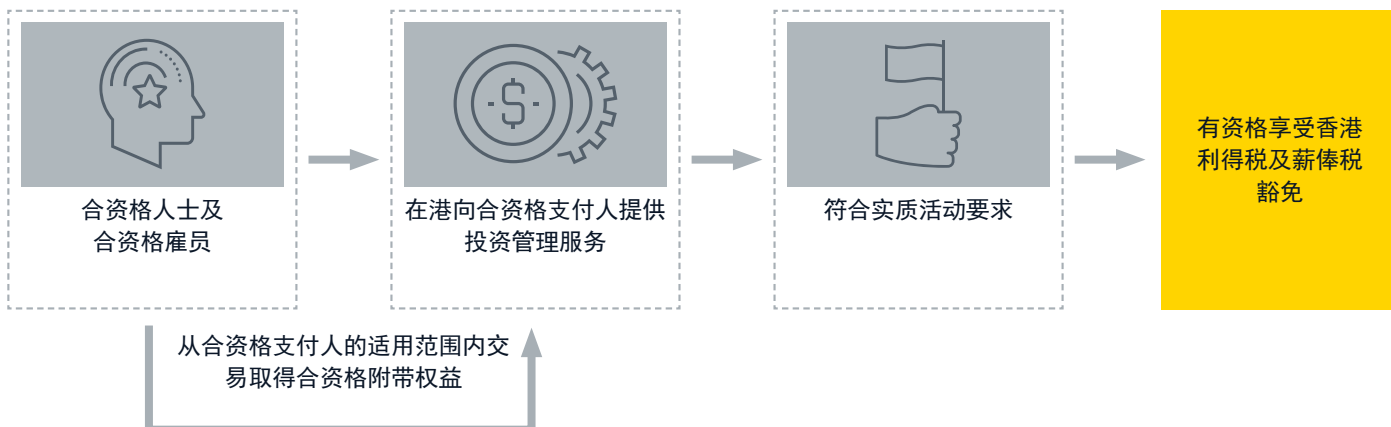 合资格人士及
合资格雇员
在港向合资格支付人提供
投资管理服务
符合实质活动要求
有资格享受香港
利得税及薪俸税
豁免
从合资格支付人的适用范围内交
易取得合资格附带权益